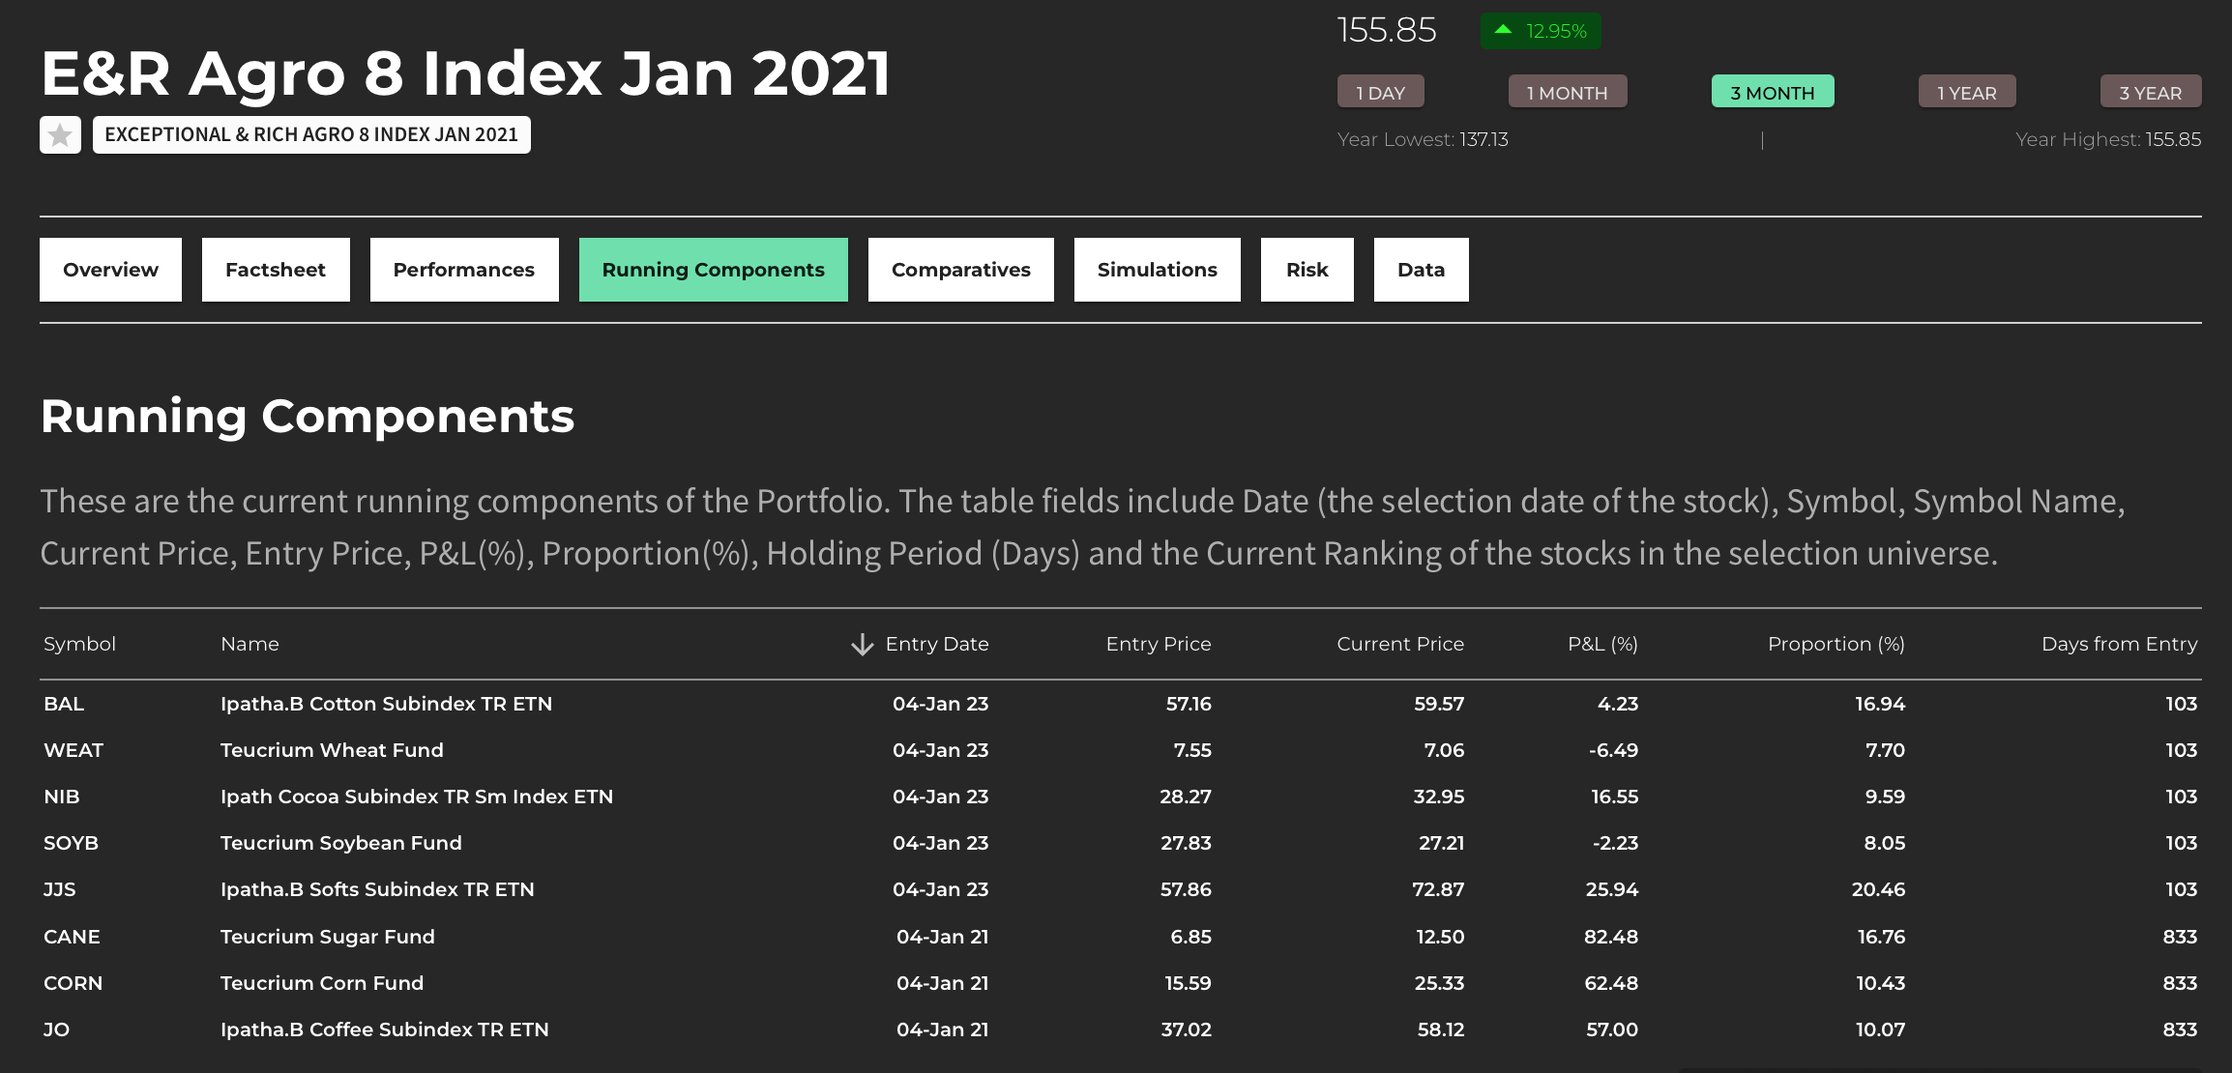 155.85 12.95%
E&R Agro 8 Index Jan 2021
1 DAY 1 MONTH 3 MONTH 1 YEAR 3 YEAR
EXCEPTIONAL & RICH AGRO 8 INDEX JAN 2021
Year Lowest: 137.13 | Year Highest: 155.85
Overview Factsheet Performances Running Components Comparatives Simulations Risk Data
Running Components
These are the current running components of the Portfolio. The table fields include Date (the selection date of the stock), Symbol, Symbol Name,
Current Price, Entry Price, P&L(%), Proportion(%), Holding Period (Days) and the Current Ranking of the stocks in the selection universe.
Symbol Name Entry Date Entry Price Current Price P&L (%) Proportion (%) Days from Entry
BAL Ipatha.B Cotton Subindex TR ETN 04-Jan 23 57.16 59.57 4.23 16.94 103
WEAT Teucrium Wheat Fund 04-Jan 23 7.55 7.06 -6.49 7.70 103
NIB Ipath Cocoa Subindex TR Sm Index ETN 04-Jan 23 28.27 32.95 16.55 9.59 103
SOYB Teucrium Soybean Fund 04-Jan 23 27.83 27.21 -2.23 8.05 103
JJS Ipatha.B Softs Subindex TR ETN 04-Jan 23 57.86 72.87 25.94 20.46 103
CANE Teucrium Sugar Fund 04-Jan 21 6.85 12.50 82.48 16.76 833
CORN Teucrium Corn Fund 04-Jan 21 15.59 25.33 62.48 10.43 833
JO Ipatha.B Coffee Subindex TR ETN 04-Jan 21 37.02 58.12 57.00 10.07 833